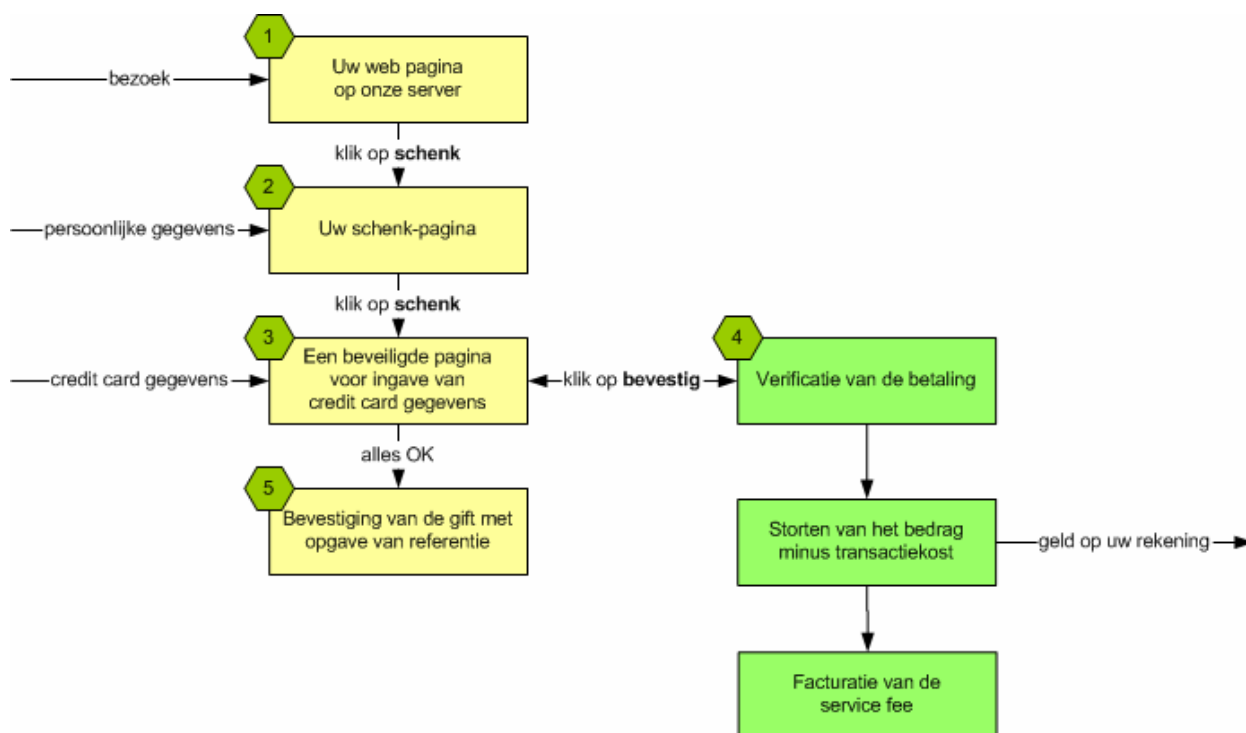 1
Uw web pagina
op onze server
bezoek
klik op schenk
2
Uw schenk-pagina
persoonlijke gegevens
klik op schenk
3
Een beveiligde pagina
voor ingave van
credit card gegevens
credit card gegevens
klik op bevestig
4
Verificatie van de betaling
alles OK
5
Bevestiging van de gift met
opgave van referentie
Storten van het bedrag
minus transactiekost
geld op uw rekening
Facturatie van de
service fee